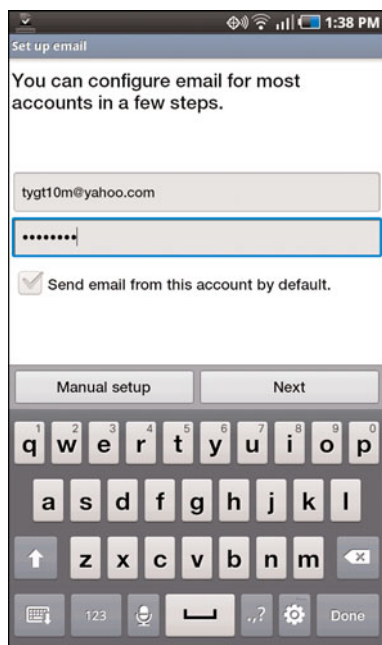 1:38 PM
Set up email
You can configure email for most
accounts in a few steps.
tygt10m@yahoo.com
••••••••
Send email from this account by default.
Manual setup Next
1 2 3 4 5 6 7 8 9 0
q w e r t y u i o p
a s d f g h j k l
z x c v b n m
123 .,? Done